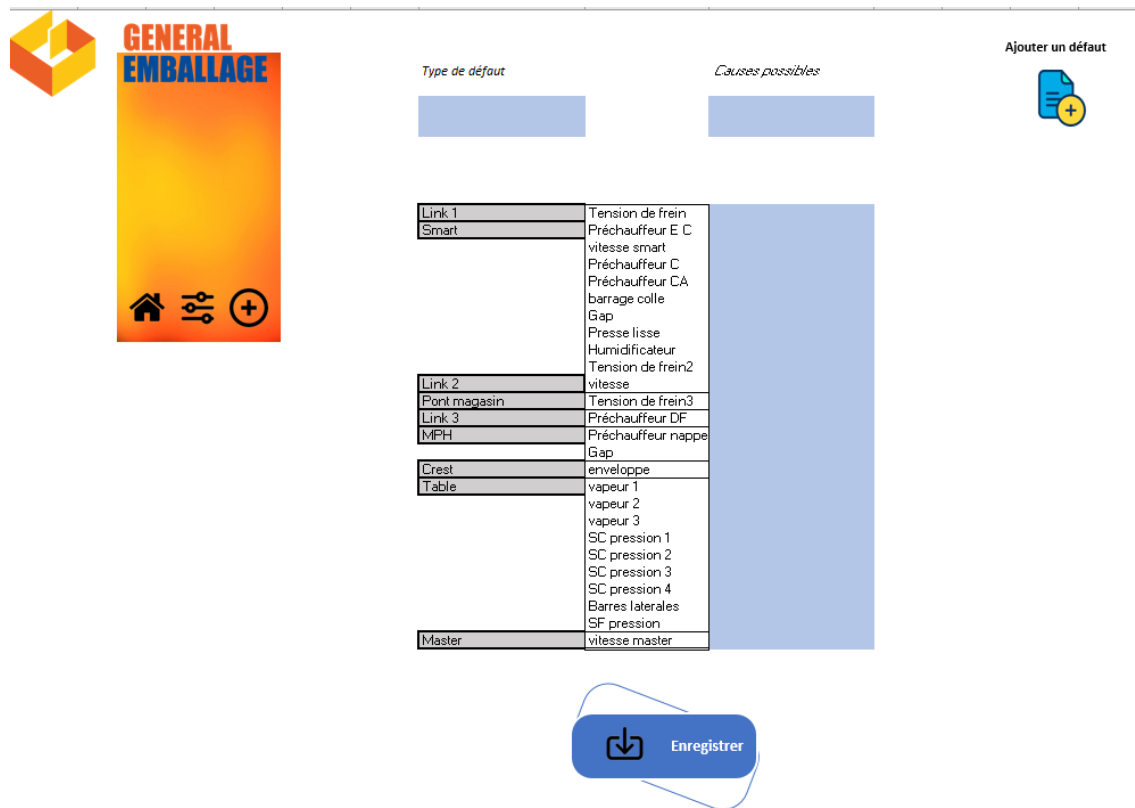 GENERAL
EMBALLAGE
Ajouter un défaut
Type de défaut
Causes possibles
Link 1 Tension de frein
Smart Préchauffeur E C
vitesse smart
Préchauffeur C
Préchauffeur CA
barrage colle
Gap
Presse lisse
Humidificateur
Tension de frein2
Link 2 vitesse
Pont magasin Tension de frein3
Link 3 Préchauffeur DF
MPH Préchauffeur nappe
Gap
Crest enveloppe
Table vapeur 1
vapeur 2
vapeur 3
SC pression 1
SC pression 2
SC pression 3
SC pression 4
Barres laterales
SF pression
Master vitesse master
Enregistrer